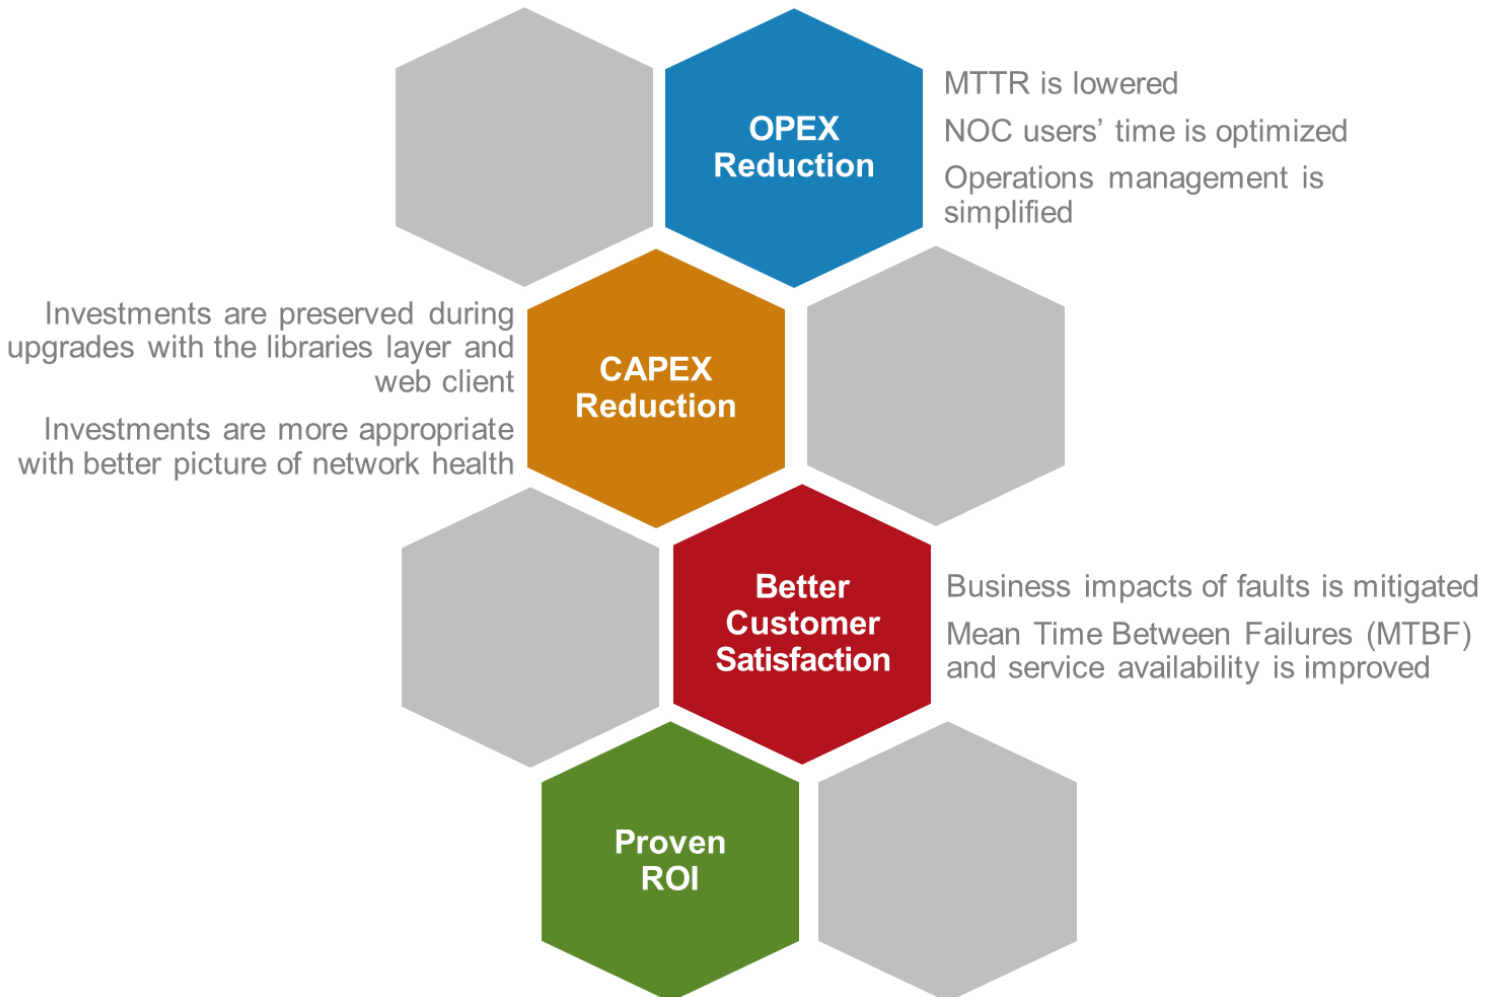 OPEX
Reduction
MTTR is lowered
NOC users’ time is optimized
Operations management is
simplified
Investments are preserved during
upgrades with the libraries layer and
web client
Investments are more appropriate
with better picture of network health
CAPEX
Reduction
Better
Customer
Satisfaction
Business impacts of faults is mitigated
Mean Time Between Failures (MTBF)
and service availability is improved
Proven
ROI